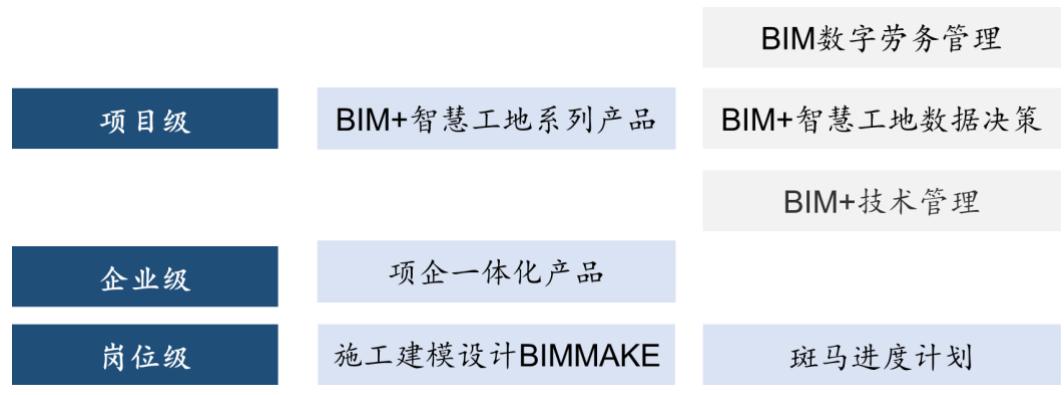 BIM数字劳务管理
项目级
BIM+智慧工地系列产品
BIM+智慧工地数据决策
BIM+技术管理
企业级
项企一体化产品
岗位级
施工建模设计BIMMAKE
斑马进度计划